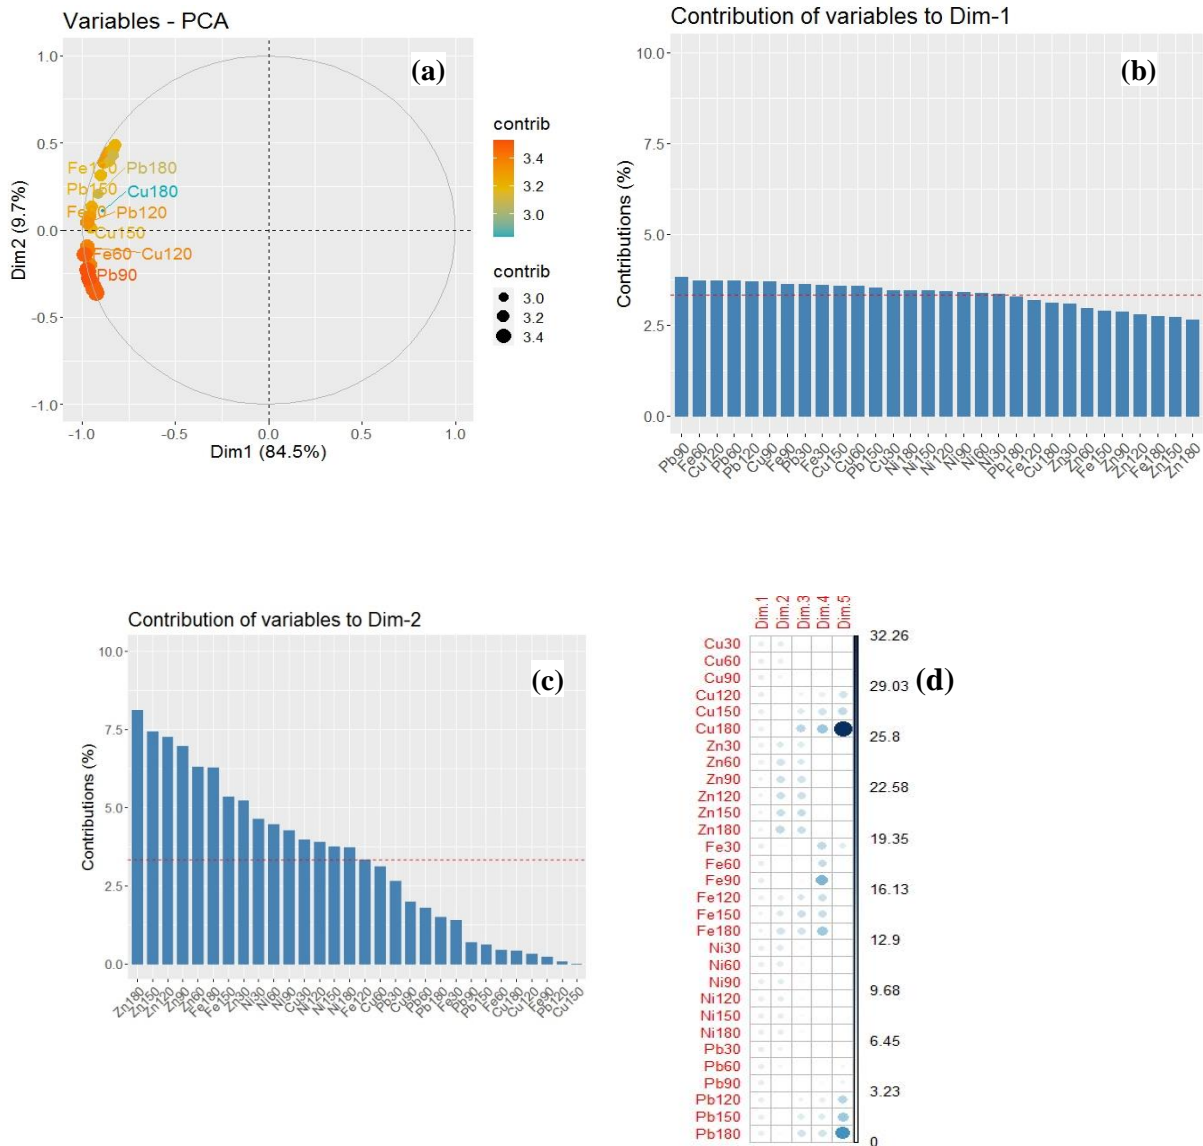 Variables - PCA
(a)
1.0
0.5
0.0
-0.5
-1.0
Dim2 (9.7%)
Pb180
Pb150
Cu180
Pb120
Cu150
Fe60
Cu120
Pb90
-1.0
-0.5
0.0
0.5
1.0
Dim1 (84.5%)
contrib
3.4
3.2
3.0
contrib
3.0
3.2
3.4
Contribution of variables to Dim-1
(b)
10.0
7.5
5.0
2.5
0.0
Contributions (%)
Pb90
Fe60
Cu120
Pb60
Pb120
Cu90
Fe90
Pb30
Fe30
Cu150
Cu60
Pb150
Cu30
Ni180
Ni150
Ni120
Ni90
Ni60
Ni30
Pb180
Fe120
Cu180
Zn30
Zn60
Fe150
Zn90
Zn120
Fe180
Zn150
Zn180
Contribution of variables to Dim-2
(c)
10.0
7.5
5.0
2.5
0.0
Contributions (%)
Zn180
Zn150
Zn120
Zn90
Zn60
Fe180
Fe150
Zn30
Ni30
Ni60
Ni90
Cu30
Ni120
Ni150
Ni180
Fe120
Cu60
Pb30
Cu90
Pb60
Pb180
Fe30
Pb90
Pb150
Fe60
Cu180
Cu120
Fe90
Pb120
Cu150
(d)
Dim.1
Dim.2
Dim.3
Dim.4
Dim.5
Cu30
Cu60
Cu90
Cu120
Cu150
Cu180
Zn30
Zn60
Zn90
Zn120
Zn150
Zn180
Fe30
Fe60
Fe90
Fe120
Fe150
Fe180
Ni30
Ni60
Ni90
Ni120
Ni150
Ni180
Pb30
Pb60
Pb90
Pb120
Pb150
Pb180
32.26
29.03
25.8
22.58
19.35
16.13
12.9
9.68
6.45
3.23
0